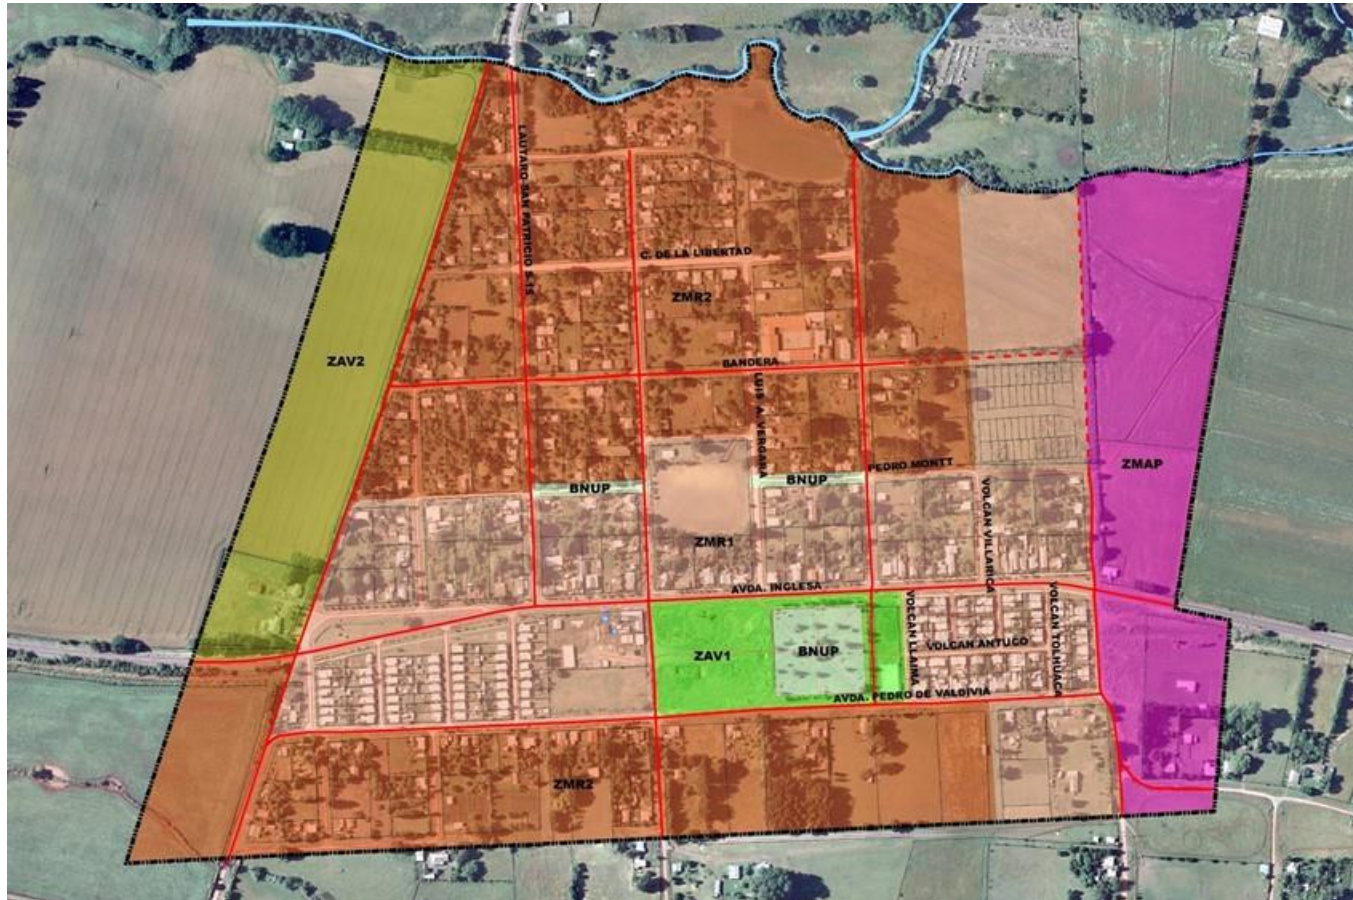 LAUTARO-SAN PATRICIO S-15
C. DE LA LIBERTAD
ZMR2
ZAV2
BANDERA
LUIS A. VERGARA
PEDRO MONTT
ZMAP
BNUP
BNUP
VOLCAN VILLARICA
ZMR1
AVDA. INGLESA
VOLCAN LLAIMA
VOLCAN TOLHUACA
VOLCAN ANTUCO
BNUP
ZAV1
AVDA. PEDRO DE VALDIVIA
ZMR2